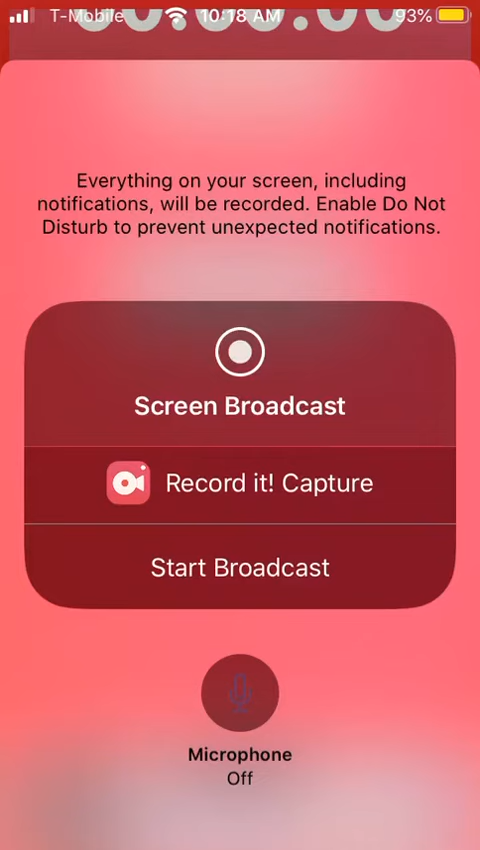 T-Mobile 10:18 AM 93%
Everything on your screen, including
notifications, will be recorded. Enable Do Not
Disturb to prevent unexpected notifications.
Screen Broadcast
Record it! Capture
Start Broadcast
Microphone
Off